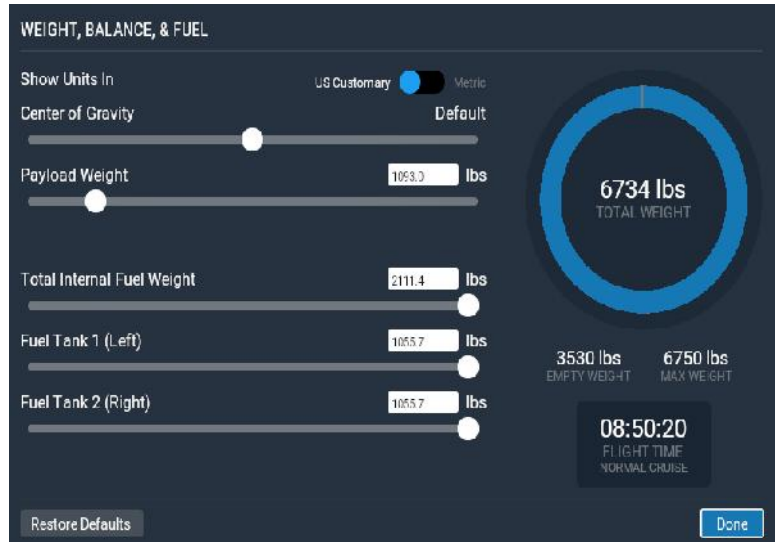 WEIGHT, BALANCE, & FUEL
Show Units In US Customary Metric
Center of Gravity Default
Payload Weight 1093.0 lbs
Total Internal Fuel Weight 2111.4 lbs
Fuel Tank 1 (Left) 1055.7 lbs
Fuel Tank 2 (Right) 1055.7 lbs
6734 lbs
TOTAL WEIGHT
3530 lbs 6750 lbs
EMPTY WEIGHT MAX WEIGHT
08:50:20
FLIGHT TIME
NORMAL CRUISE
Restore Defaults Done